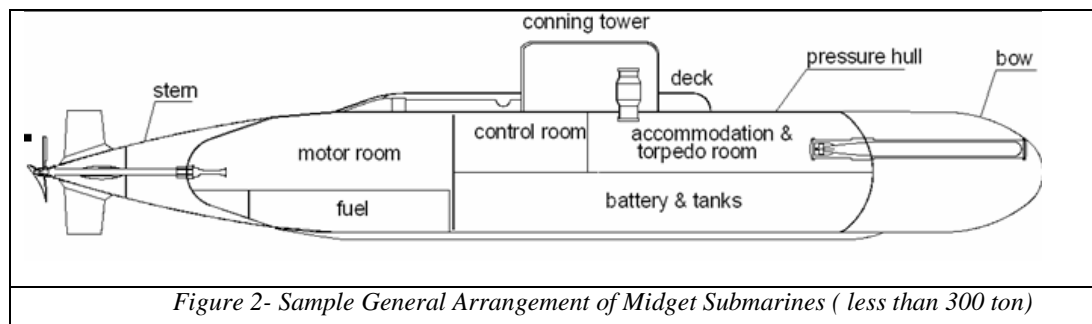 conning tower
pressure hull
bow
deck
stern
control room
accommodation &
torpedo room
motor room
battery & tanks
fuel
Figure 2- Sample General Arrangement of Midget Submarines ( less than 300 ton)